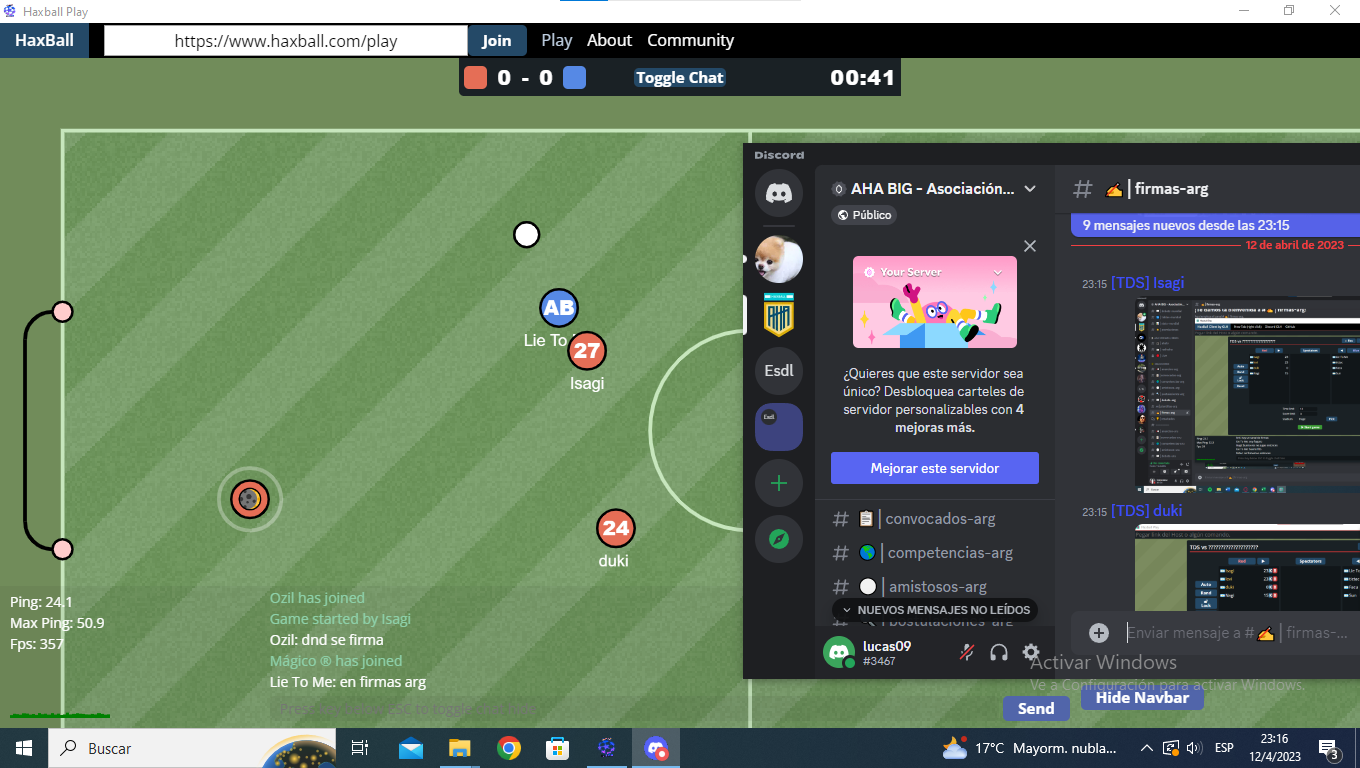 Haxball Play
HaxBall
https://www.haxball.com/play
Join
Play
About
Community
0 - 0
Toggle Chat
00:41
AB
Lie To
27
Isagi
24
duki
Ping: 24.1
Max Ping: 50.9
Fps: 357
Ozil has joined
Game started by Isagi
Ozil: dnd se firma
Mágico ® has joined
Lie To Me: en firmas arg
Discord
Esdl
Esdl
AHA BIG - Asociación...
Público
Your Server
¿Quieres que este servidor sea
único? Desbloquea carteles de
servidor personalizables con 4
mejoras más.
Mejorar este servidor
# 📋 | convocados-arg
# 🌎 | competencias-arg
# ⚪ | amistosos-arg
NUEVOS MENSAJES NO LEÍDOS
lucas09
#3467
# ✍ | firmas-arg
9 mensajes nuevos desde las 23:15
12 de abril de 2023
23:15 [TDS] Isagi
23:15 [TDS] duki
Enviar mensaje a # ✍ | firmas-...
Activar Windows
Ve a Configuración para activar Windows.
Send
Hide Navbar
Buscar
17°C Mayorm. nubla...
ESP
23:16
12/4/2023
3